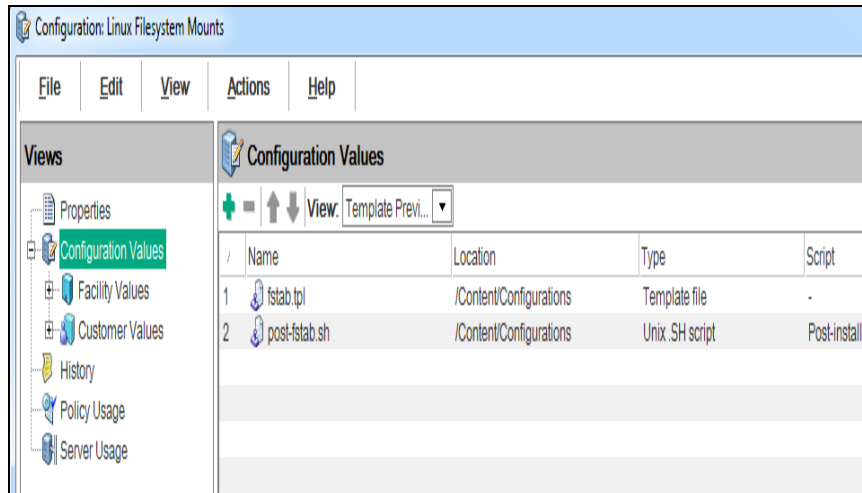 Configuration: Linux Filesystem Mounts
File Edit View Actions Help
Views
Properties
Configuration Values
Facility Values
Customer Values
History
Policy Usage
Server Usage
Configuration Values
View: Template Previ...
/ Name Location Type Script
1 fstab.tpl /Content/Configurations Template file -
2 post-fstab.sh /Content/Configurations Unix .SH script Post-install